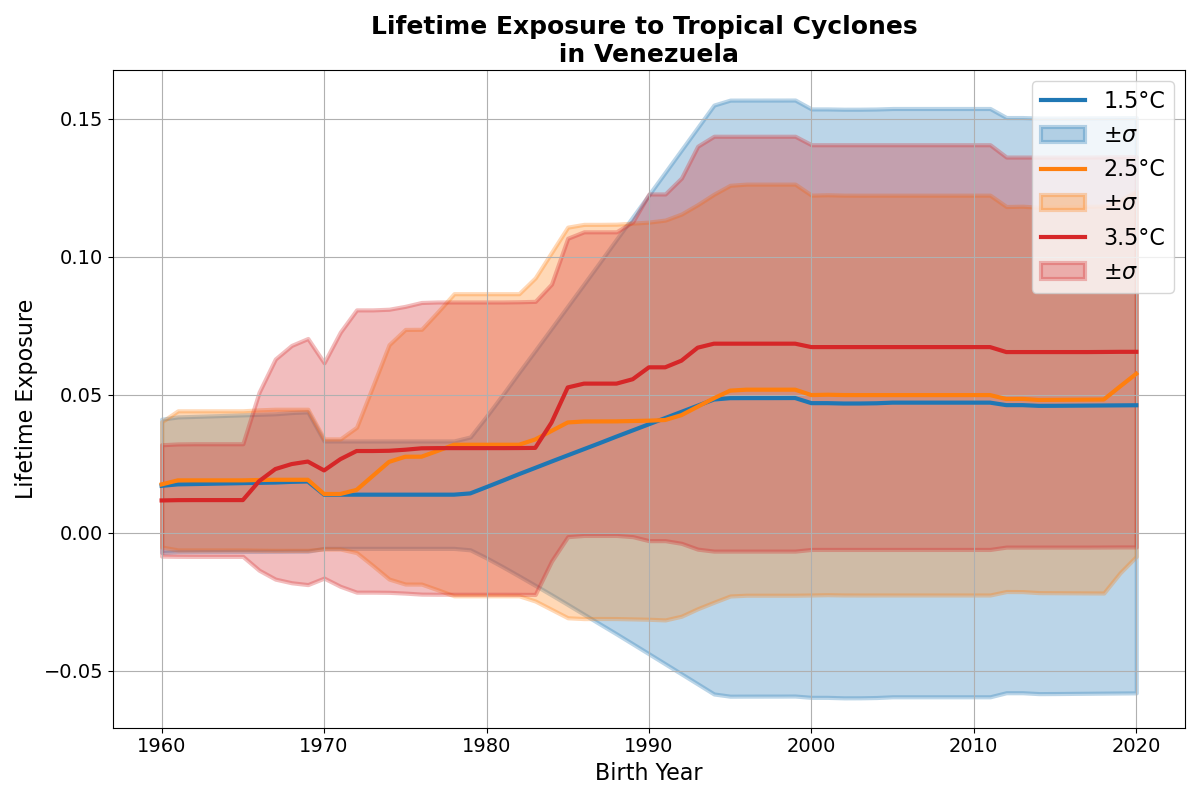 Lifetime Exposure to Tropical Cyclones
in Venezuela
Lifetime Exposure
0.15
0.10
0.05
0.00
−0.05
1.5°C
±σ
2.5°C
±σ
3.5°C
±σ
1960 1970 1980 1990 2000 2010 2020
Birth Year